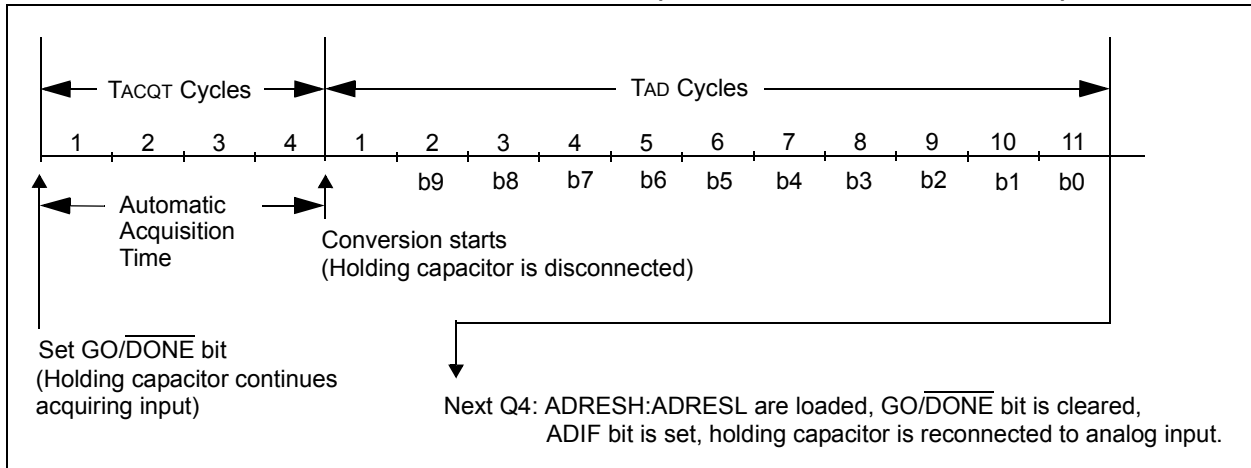 TACQT Cycles
TAD Cycles
1 2 3 4 1 2 3 4 5 6 7 8 9 10 11
b9 b8 b7 b6 b5 b4 b3 b2 b1 b0
Automatic
Acquisition
Time
Conversion starts
(Holding capacitor is disconnected)
Set GO/DONE bit
(Holding capacitor continues
acquiring input)
Next Q4: ADRESH:ADRESL are loaded, GO/DONE bit is cleared,
ADIF bit is set, holding capacitor is reconnected to analog input.